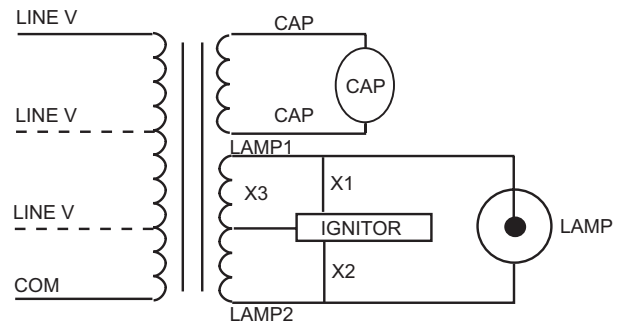 LINE V
CAP
CAP
CAP
LINE V
LAMP1
X3
X1
LINE V
IGNITOR
LAMP
X2
COM
LAMP2